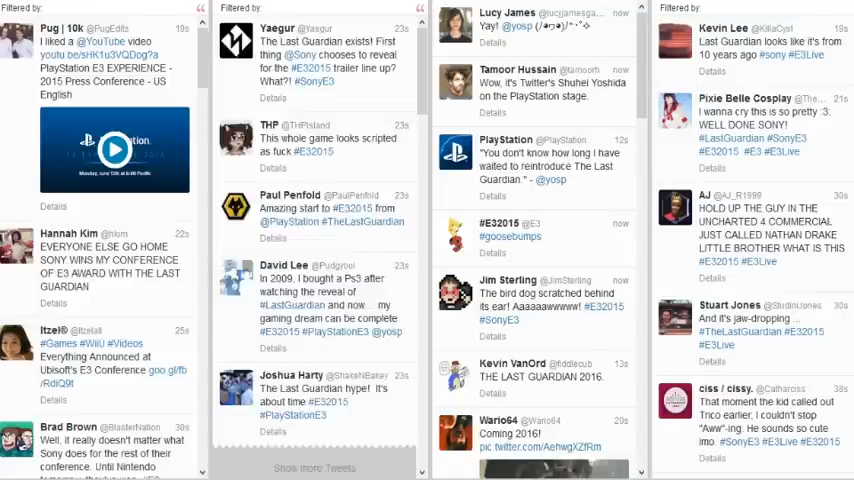 Filtered by:
Pug | 10k @PugEdits 19s
I liked a @YouTube video
youtu.be/sHK1u3VQDog?a
PlayStation E3 EXPERIENCE -
2015 Press Conference - US
English
Details
Hannah Kim @hlom 22s
EVERYONE ELSE GO HOME
SONY WINS MY CONFERENCE
OF E3 AWARD WITH THE LAST
GUARDIAN
Details
Itzel® @Itzelall 25s
#Games #WiiU #Videos
Everything Announced at
Ubisoft's E3 Conference goo.gl/fb
/RdiQ9t
Details
Brad Brown @BlasterNation 30s
Well, it really doesn't matter what
Sony does for the rest of their
conference. Until Nintendo
Filtered by:
Yaegur @Yaegur 23s
The Last Guardian exists! First
thing @Sony chooses to reveal
for the #E32015 trailer line up?
What?! #SonyE3
Details
THP @THPIsland 23s
This whole game looks scripted
as fuck #E32015
Details
Paul Penfold @PaulPenfold 23s
Amazing start to #E32015 from
@PlayStation #TheLastGuardian
Details
David Lee @Pudgyboi 23s
In 2009, I bought a Ps3 after
watching the reveal of
#LastGuardian and now.... my
gaming dream can be complete
#E32015 #PlayStationE3 @yosp
Details
Joshua Harty @ShakeNBakey 23s
The Last Guardian hype! It's
about time #E32015
#PlayStationE3
Details
Show more Tweets
Lucy James @lucyjamesga... now
Yay! @yosp
Details
Tamoor Hussain @tamoorh now
Wow, it's Twitter's Shuhei Yoshida
on the PlayStation stage.
Details
PlayStation @PlayStation 12s
"You don't know how long I have
waited to reintroduce The Last
Guardian." - @yosp
Details
#E32015 @E3 now
#goosebumps
Details
Jim Sterling @JimSterling now
The bird dog scratched behind
its ear! Aaaaaawwwww! #E32015
#SonyE3
Details
Kevin VanOrd @fiddlecub 13s
THE LAST GUARDIAN 2016.
Details
Wario64 @Wario64 20s
Coming 2016!
pic.twitter.com/AehwgXZfRm
Filtered by:
Kevin Lee @KillaCyst 19s
Last Guardian looks like it's from
10 years ago #sony #E3Live
Details
Pixie Belle Cosplay @The... 21s
I wanna cry this is so pretty :3;
WELL DONE SONY!
#LastGuardian #SonyE3
#E32015 #E3 #E3Live
Details
AJ @AJ_R1999 30s
HOLD UP THE GUY IN THE
UNCHARTED 4 COMMERCIAL
JUST CALLED NATHAN DRAKE
LITTLE BROTHER WHAT IS THIS
#E32015 #E3Live
Details
Stuart Jones @StudiniJones 30s
And it's jaw-dropping ...
#TheLastGuardian #E32015
#E3Live
Details
ciss / cissy. @Catharciss 38s
That moment the kid called out
Trico earlier, I couldn't stop
"Aww"-ing. He sounds so cute
imo. #SonyE3 #E3Live #E32015
Details